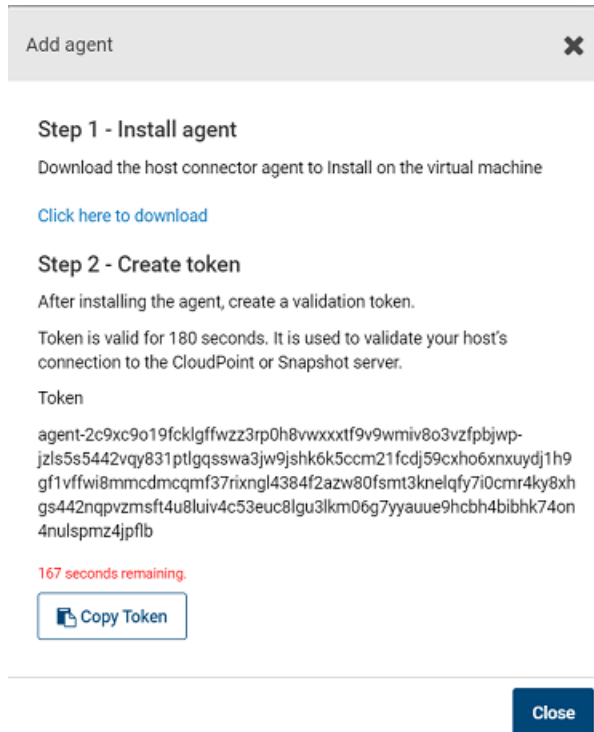 Add agent
Step 1 - Install agent
Download the host connector agent to Install on the virtual machine
Click here to download
Step 2 - Create token
After installing the agent, create a validation token.
Token is valid for 180 seconds. It is used to validate your host's
connection to the CloudPoint or Snapshot server.
Token
agent-2c9xc9o19fcklgffwzz3rp0h8vwxxxtf9v9wmiv8o3vzfpbjwp-
jzls5s5442vqy831ptlgqsswa3jw9jshk6k5ccm21fcdj59cxho6xnxuydj1h9
gf1vffwi8mmcdmcqmf37rixngl4384f2azw80fsmt3knelqfy7i0cmr4ky8xh
gs442nqpvzmsft4u8luiv4c53euc8lgu3lkm06g7yyauue9hcbh4bibhk74on
4nulspmz4jpflb
167 seconds remaining.
Copy Token
Close